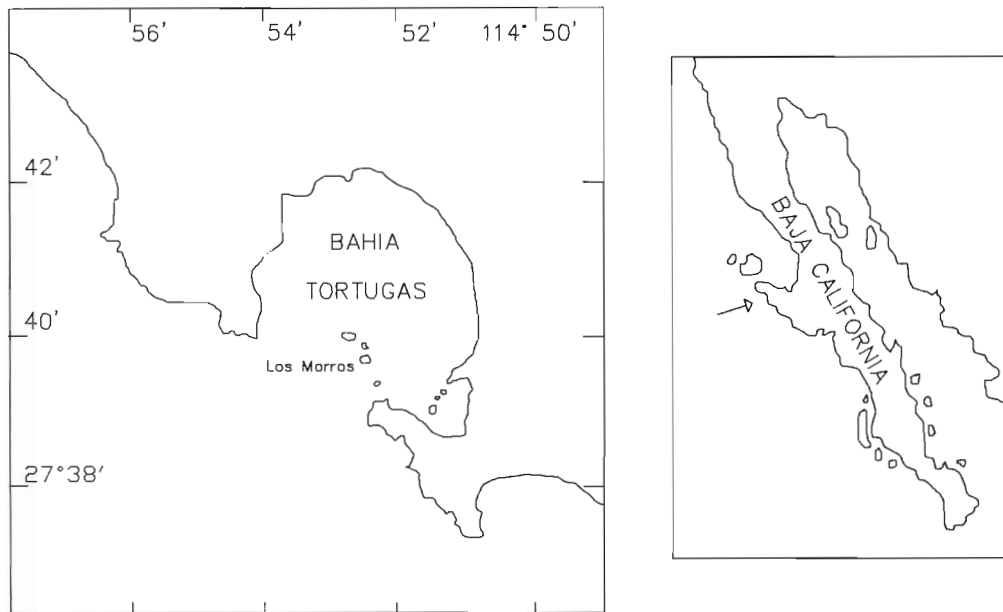 56' 54' 52' 114° 50'
42'
BAHIA
TORTUGAS
40'
Los Morros
27°38'
BAJA CALIFORNIA